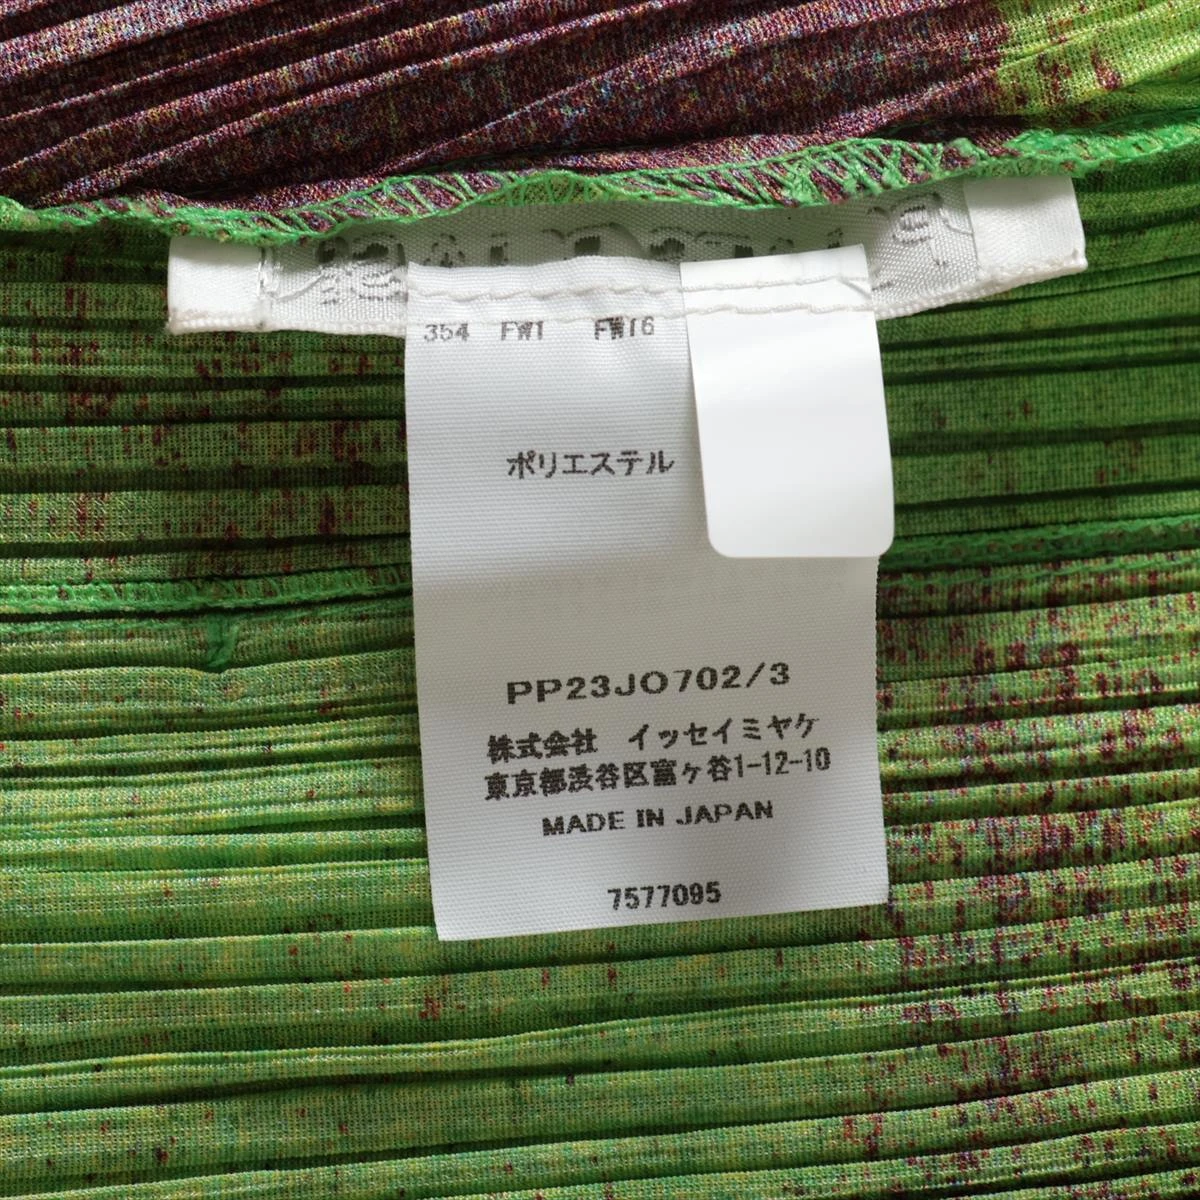 354 FW1 FW16
ポリエステル
PP23JO702/3
株式会社 イッセイミヤケ
東京都渋谷区富ヶ谷1-12-10
MADE IN JAPAN
7577095